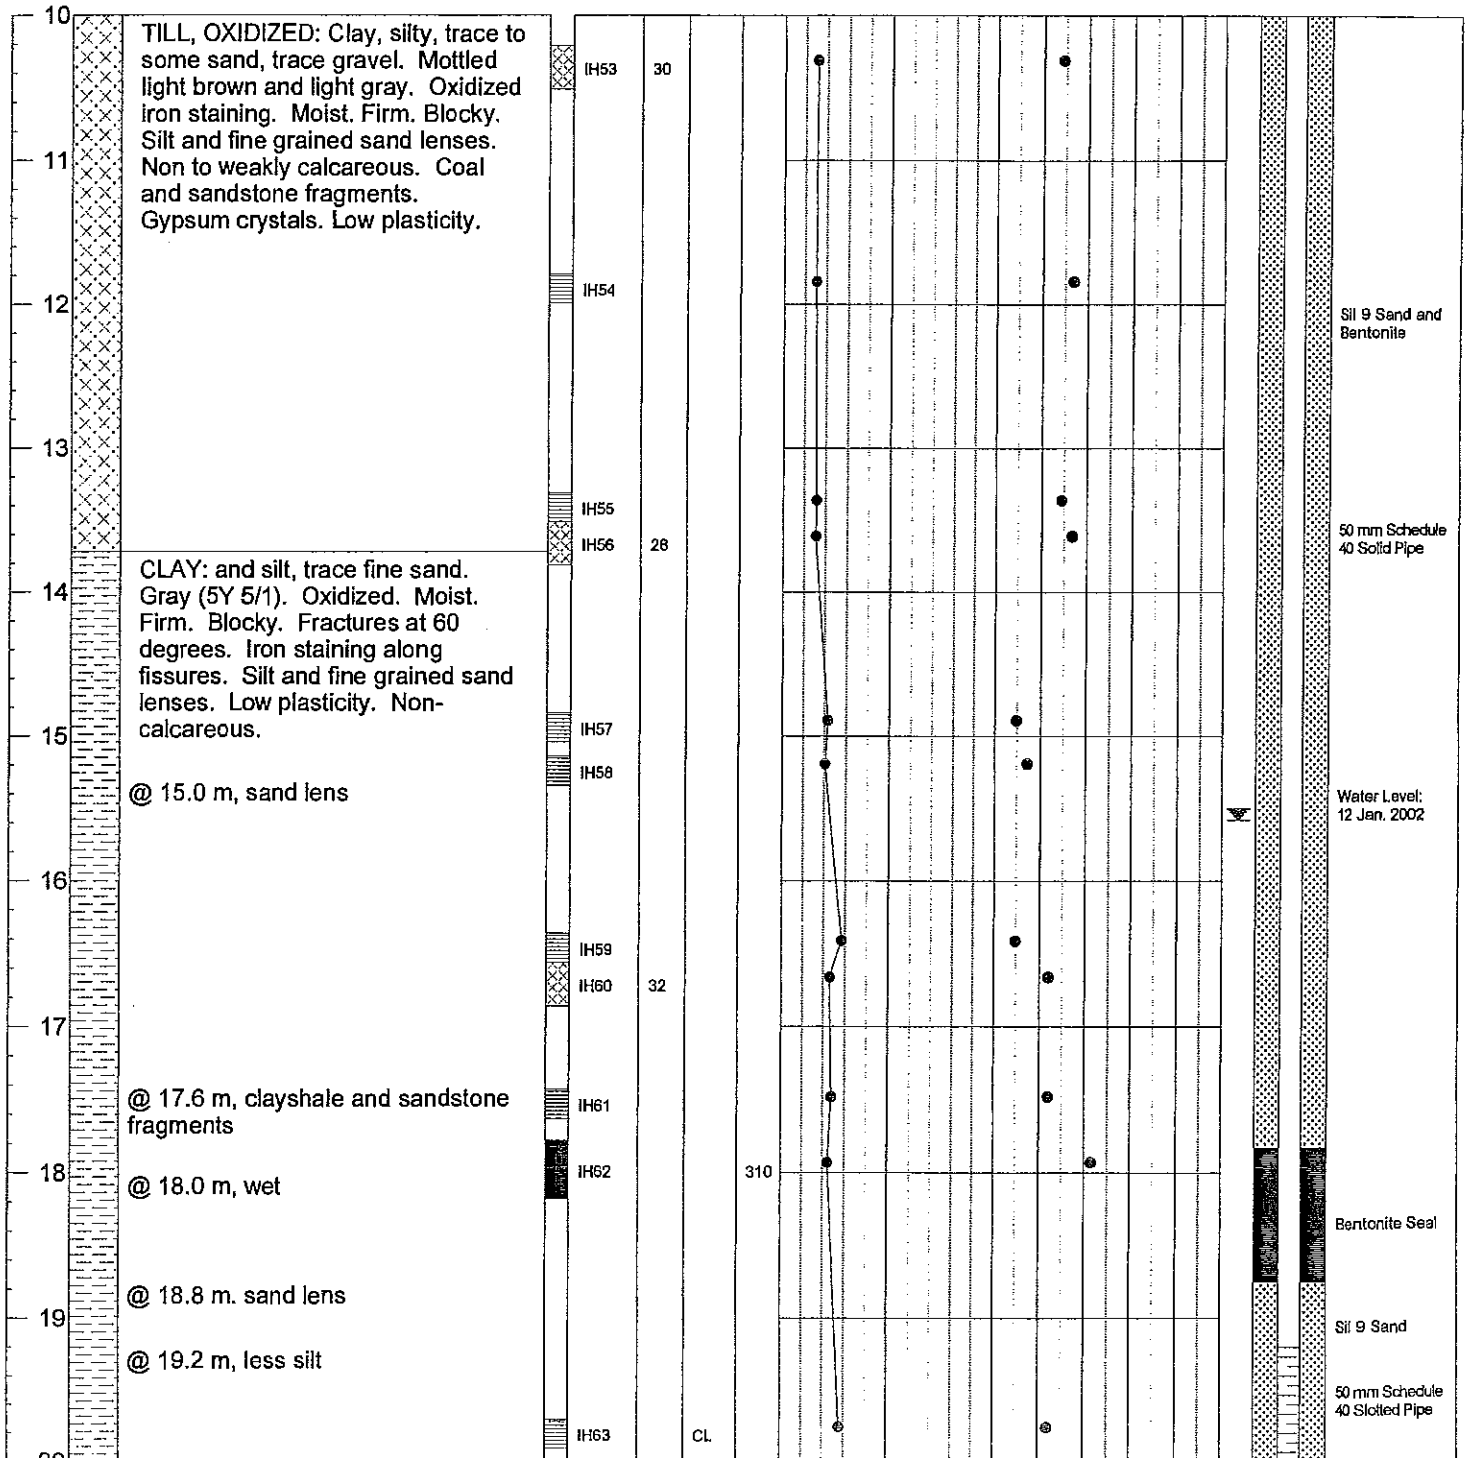 10
TILL, OXIDIZED: Clay, silty, trace to
some sand, trace gravel. Mottled
light brown and light gray. Oxidized
iron staining. Moist. Firm. Blocky.
Silt and fine grained sand lenses.
Non to weakly calcareous. Coal
and sandstone fragments.
Gypsum crystals. Low plasticity.
IH53 30
11
IH54
12
Sil 9 Sand and
Bentonite
13
IH55
IH56 28
50 mm Schedule
40 Solid Pipe
CLAY: and silt, trace fine sand.
Gray (5Y 5/1). Oxidized. Moist.
Firm. Blocky. Fractures at 60
degrees. Iron staining along
fissures. Silt and fine grained sand
lenses. Low plasticity. Non-
calcareous.
14
IH57
15
IH58
@ 15.0 m, sand lens
Water Level:
12 Jan. 2002
16
IH59
IH60 32
17
@ 17.6 m, clayshale and sandstone
fragments
IH61
18
IH62
310
@ 18.0 m, wet
Bentonite Seal
@ 18.8 m. sand lens
19
Sil 9 Sand
@ 19.2 m, less silt
50 mm Schedule
40 Slotted Pipe
IH63 CL